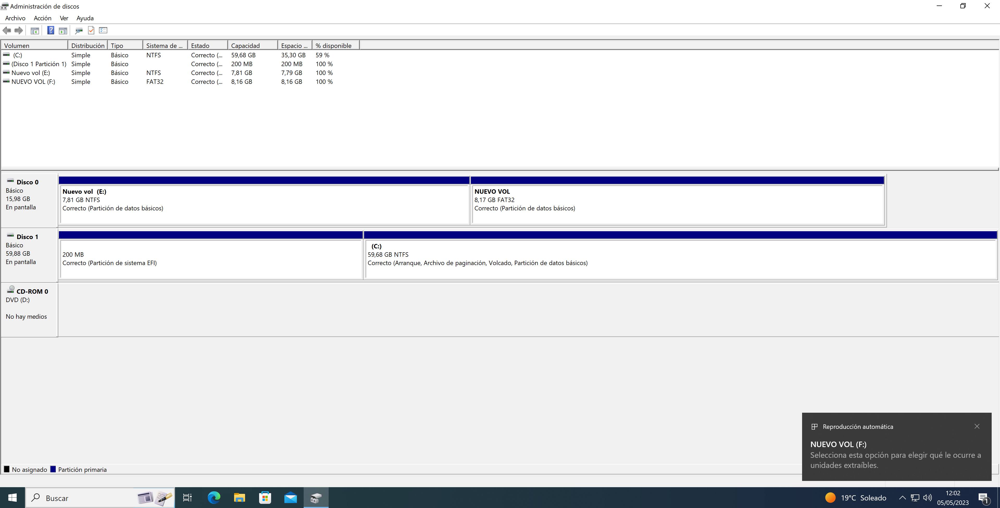 Administración de discos
Archivo Acción Ver Ayuda
Volumen Distribución Tipo Sistema de ... Estado Capacidad Espacio ... % disponible
(C:) Simple Básico NTFS Correcto (... 59,68 GB 35,30 GB 59 %
(Disco 1 Partición 1) Simple Básico Correcto (... 200 MB 200 MB 100 %
Nuevo vol (E:) Simple Básico NTFS Correcto (... 7,81 GB 7,79 GB 100 %
NUEVO VOL (F:) Simple Básico FAT32 Correcto (... 8,16 GB 8,16 GB 100 %
Disco 0
Básico
15,98 GB
En pantalla
Nuevo vol (E:)
7,81 GB NTFS
Correcto (Partición de datos básicos)
NUEVO VOL
8,17 GB FAT32
Correcto (Partición de datos básicos)
Disco 1
Básico
59,88 GB
En pantalla
200 MB
Correcto (Partición de sistema EFI)
(C:)
59,68 GB NTFS
Correcto (Arranque, Archivo de paginación, Volcado, Partición de datos básicos)
CD-ROM 0
DVD (D:)
No hay medios
No asignado Partición primaria
Reproducción automática
NUEVO VOL (F:)
Selecciona esta opción para elegir qué le ocurre a
unidades extraíbles.
Buscar
19°C Soleado
12:02
05/05/2023
1